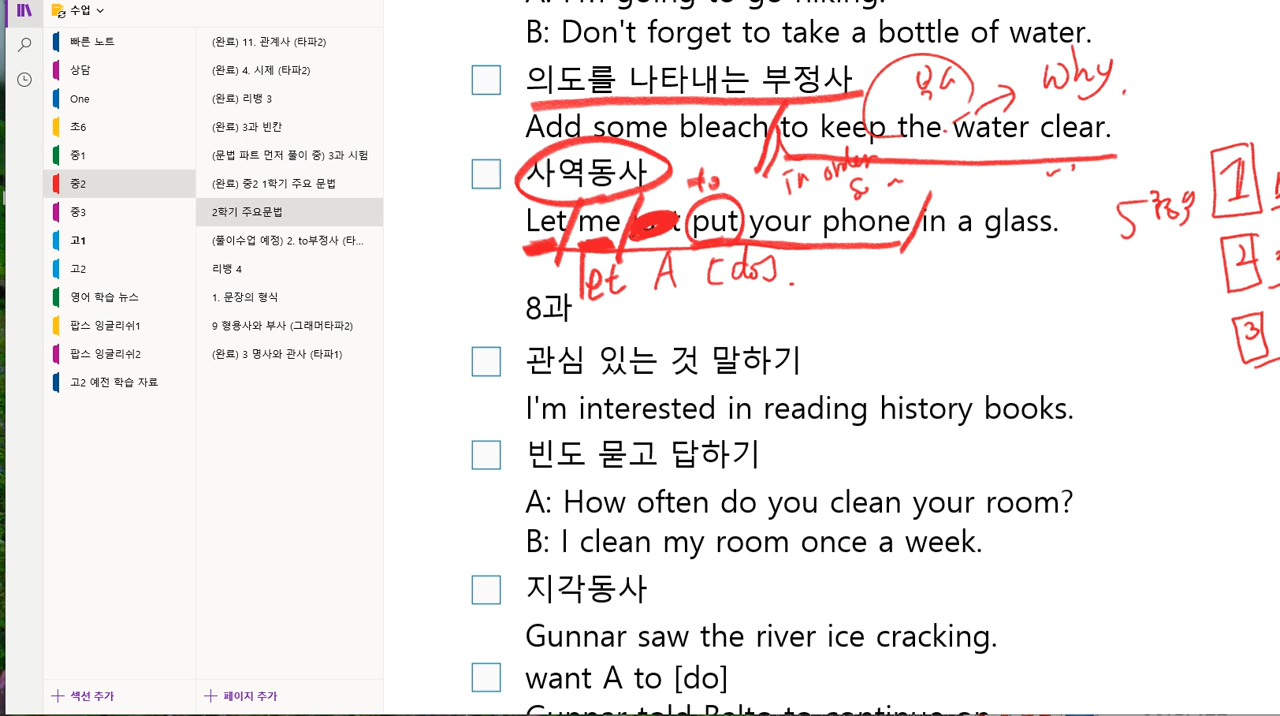 수업
빠른 노트
상담
One
초6
중1
중2
중3
고1
고2
영어 학습 뉴스
팝스 잉글리쉬1
팝스 잉글리쉬2
고2 예전 학습 자료
섹션 추가
(완료) 11. 관계사 (타파2)
(완료) 4. 시제 (타파2)
(완료) 리뱅 3
(완료) 3과 빈칸
(문법 파트 먼저 풀이 중) 3과 시험
(완료) 중2 1학기 주요 문법
2학기 주요문법
(풀이수업 예정) 2. to부정사 (타...
리뱅 4
1. 문장의 형식
9 형용사와 부사 (그래머타파2)
(완료) 3 명사와 관사 (타파1)
페이지 추가
B: Don't forget to take a bottle of water.
의도를 나타내는 부정사
why.
Add some bleach to keep the water clear.
in order
사역동사
to
Let me put your phone in a glass.
let A [do].
5 1
2
3
8과
관심 있는 것 말하기
I'm interested in reading history books.
빈도 묻고 답하기
A: How often do you clean your room?
B: I clean my room once a week.
지각동사
Gunnar saw the river ice cracking.
want A to [do]
Gunnar told Balto to continue on